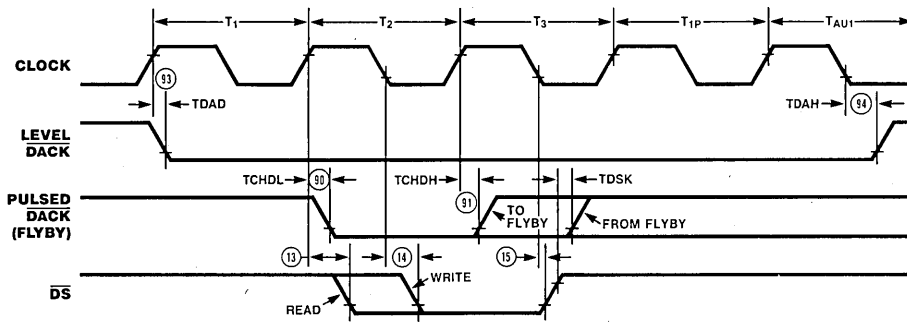 T1 T2 T3 T1P TAU1
CLOCK
93 TDAD TDAH 94
LEVEL
DACK
TCHDL 90 TCHDH 91 TDSK
PULSED
DACK
(FLYBY)
TO
FLYBY
FROM FLYBY
13 14 15
WRITE
DS
READ